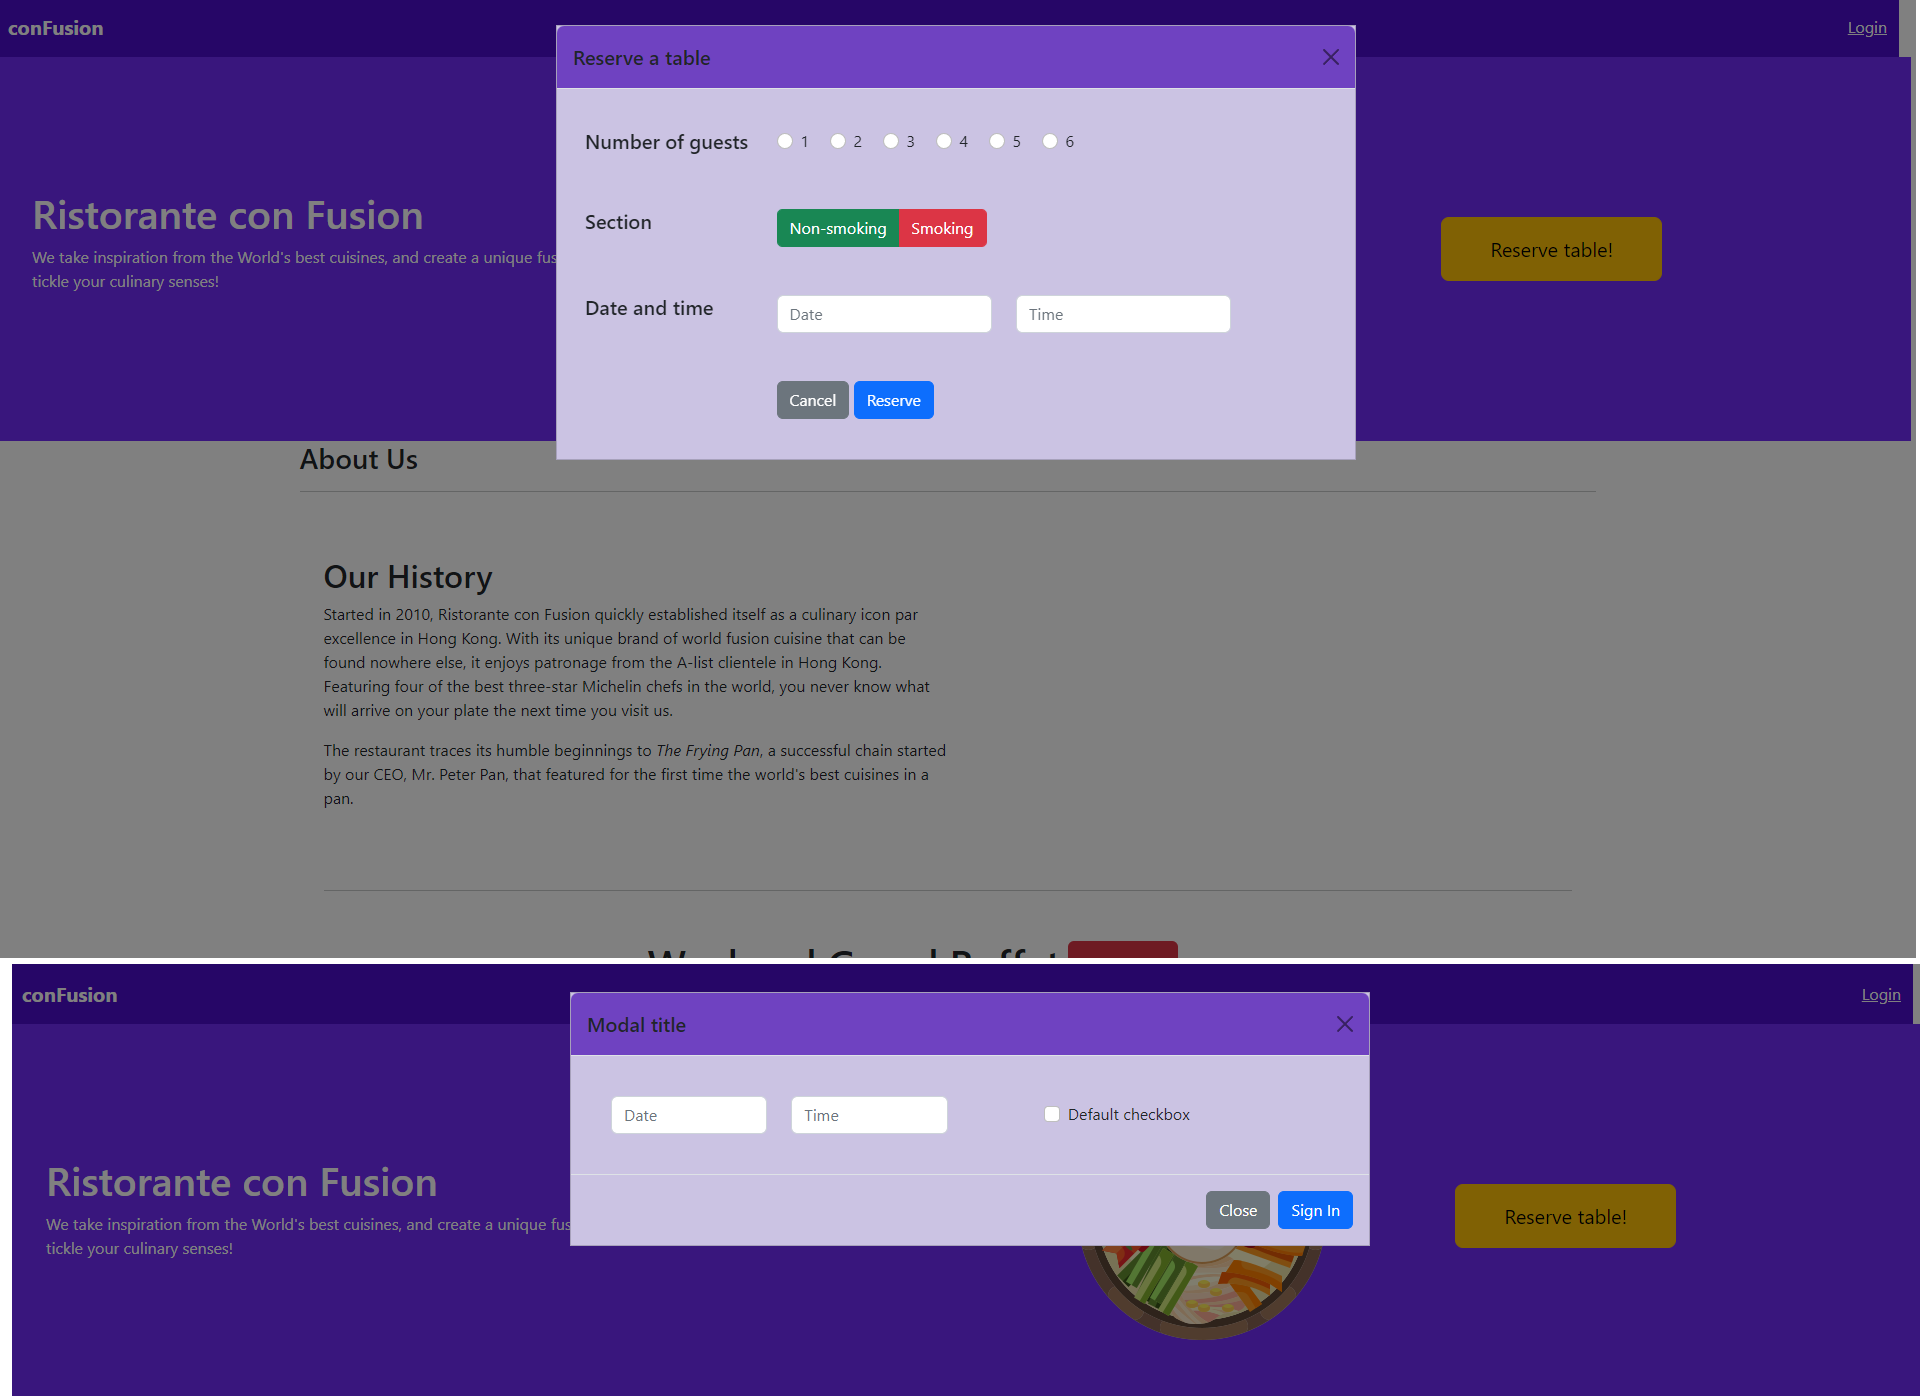 conFusion
Login
Reserve a table
Number of guests
1 2 3 4 5 6
Section
Non-smoking Smoking
Date and time
Date Time
Cancel Reserve
Ristorante con Fusion
We take inspiration from the World's best cuisines, and create a unique fus
tickle your culinary senses!
Reserve table!
About Us
Our History
Started in 2010, Ristorante con Fusion quickly established itself as a culinary icon par
excellence in Hong Kong. With its unique brand of world fusion cuisine that can be
found nowhere else, it enjoys patronage from the A-list clientele in Hong Kong.
Featuring four of the best three-star Michelin chefs in the world, you never know what
will arrive on your plate the next time you visit us.
The restaurant traces its humble beginnings to The Frying Pan, a successful chain started
by our CEO, Mr. Peter Pan, that featured for the first time the world's best cuisines in a
pan.
conFusion
Login
Modal title
Date Time Default checkbox
Close Sign In
Ristorante con Fusion
We take inspiration from the World's best cuisines, and create a unique fus
tickle your culinary senses!
Reserve table!